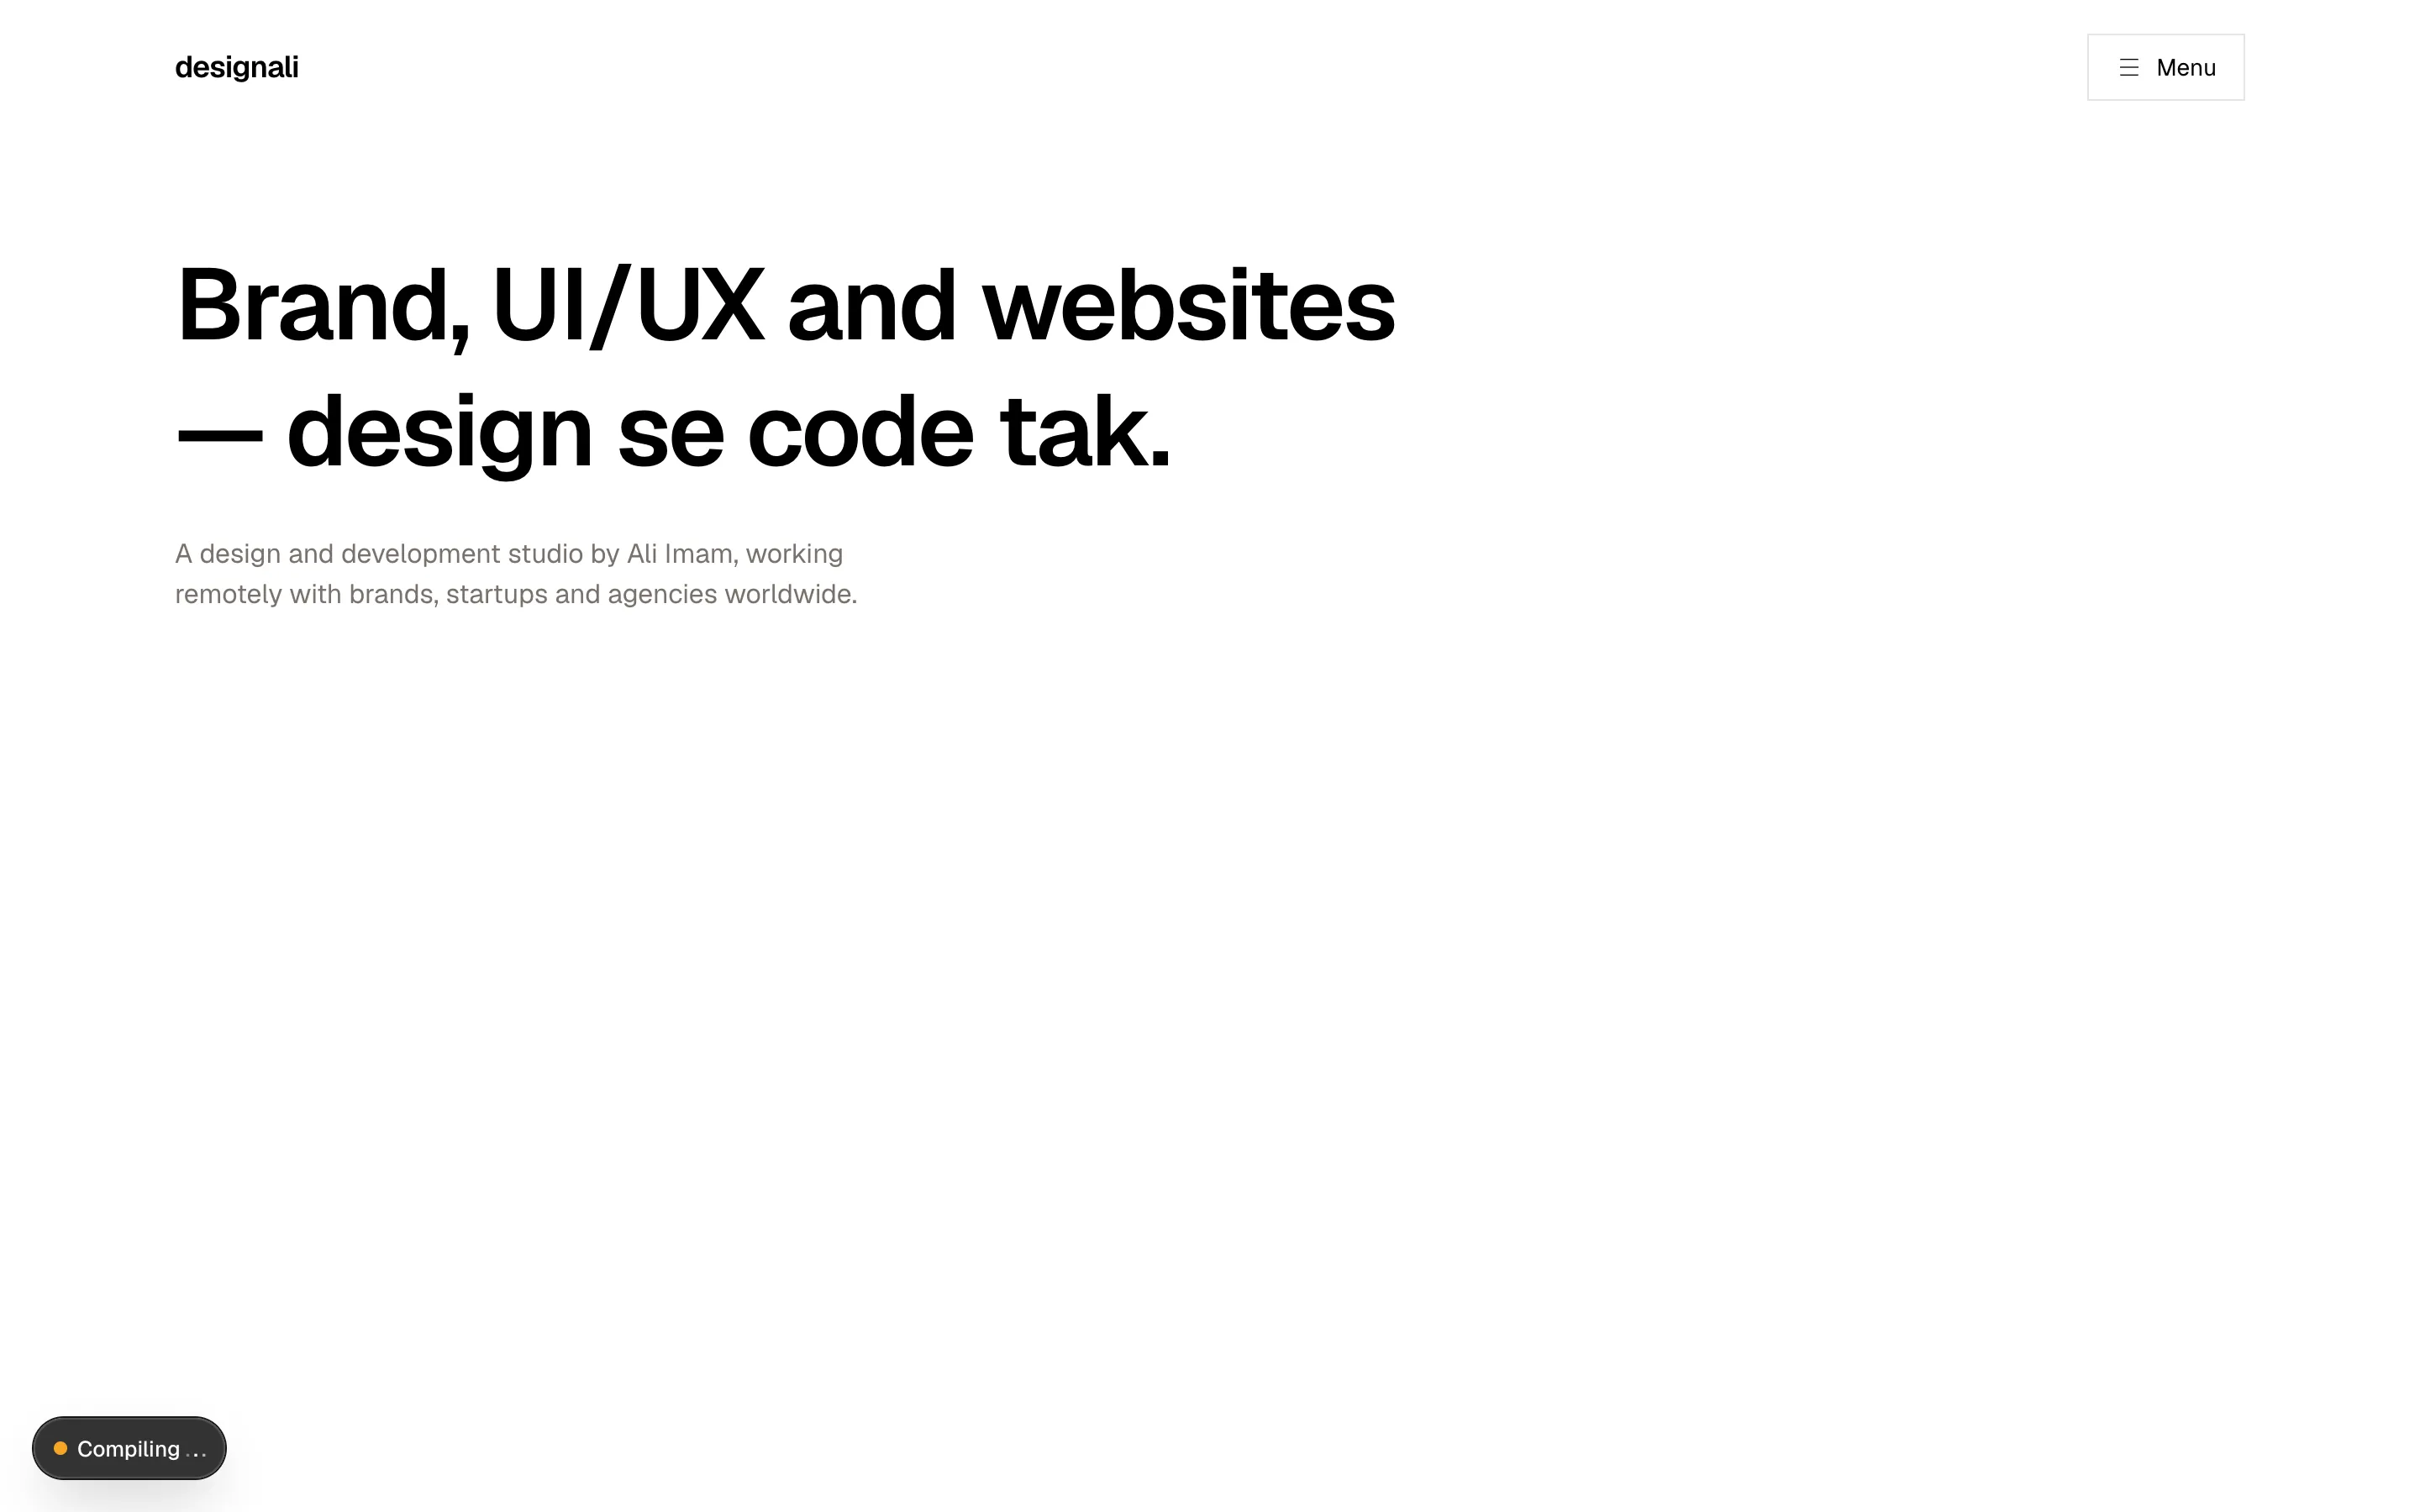 designali
Menu
Brand, UI/UX and websites
— design se code tak.
A design and development studio by Ali Imam, working
remotely with brands, startups and agencies worldwide.
Compiling ...